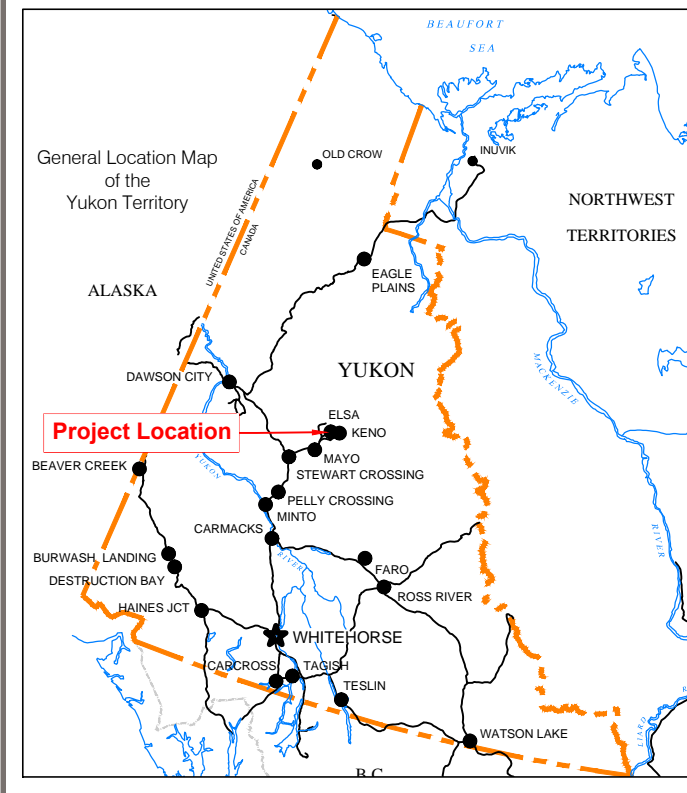 BEAUFORT
SEA
General Location Map
of the
Yukon Territory
OLD CROW
INUVIK
UNITED STATES OF AMERICA
CANADA
NORTHWEST
TERRITORIES
EAGLE
PLAINS
ALASKA
MACKENZIE
RIVER
DAWSON CITY
YUKON
ELSA
Project Location
KENO
MAYO
BEAVER CREEK
YUKON
RIVER
STEWART CROSSING
PELLY CROSSING
MINTO
CARMACKS
BURWASH LANDING
DESTRUCTION BAY
FARO
ROSS RIVER
HAINES JCT
WHITEHORSE
CARCROSS
TAGISH
TESLIN
WATSON LAKE
LIARD